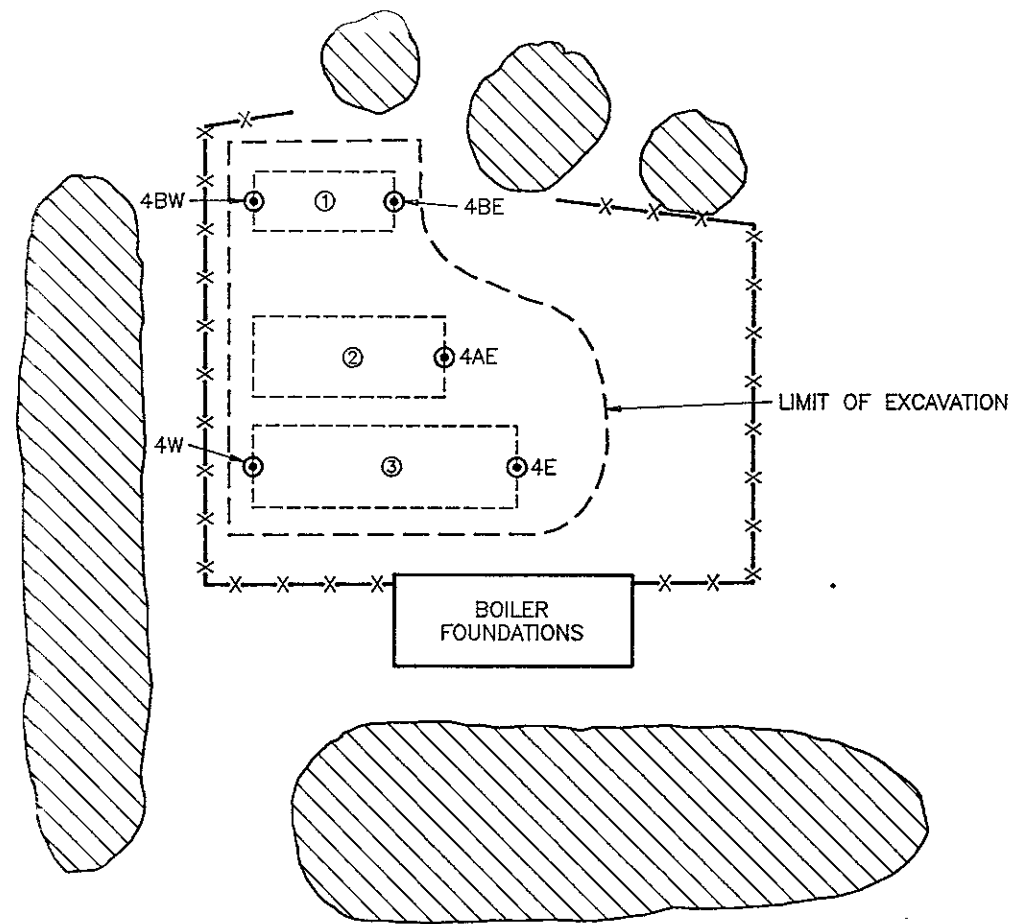 4BW
①
4BE
②
4AE
LIMIT OF EXCAVATION
4W
③
4E
BOILER
FOUNDATIONS